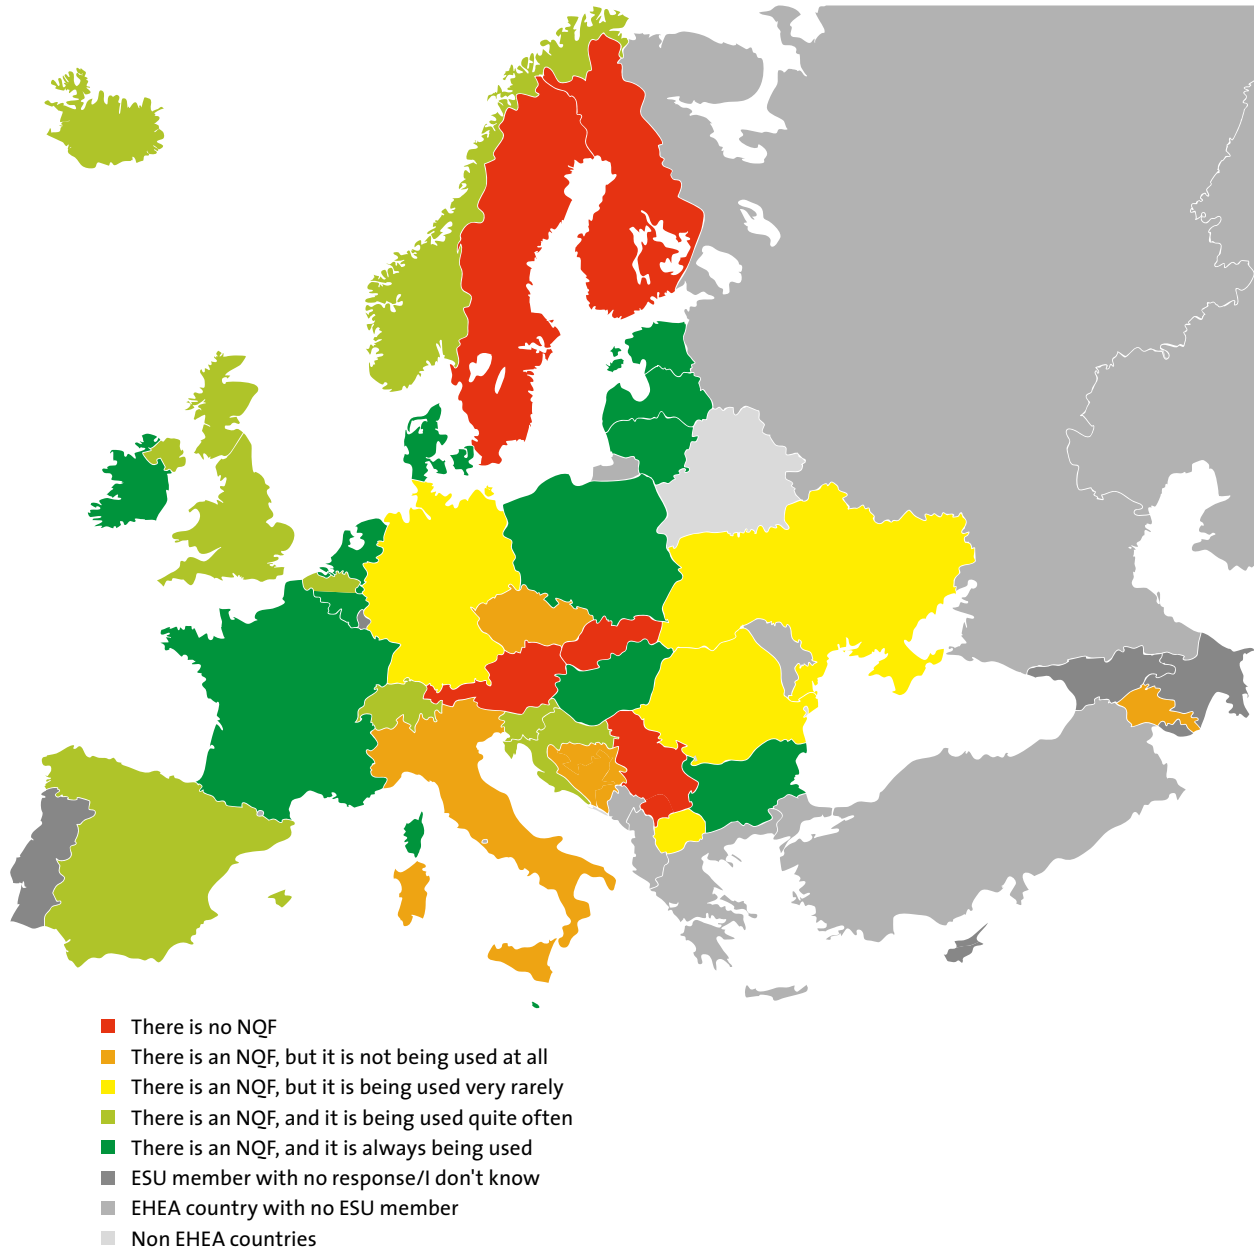 There is no NQF
There is an NQF, but it is not being used at all
There is an NQF, but it is being used very rarely
There is an NQF, and it is being used quite often
There is an NQF, and it is always being used
ESU member with no response/I don't know
EHEA country with no ESU member
Non EHEA countries